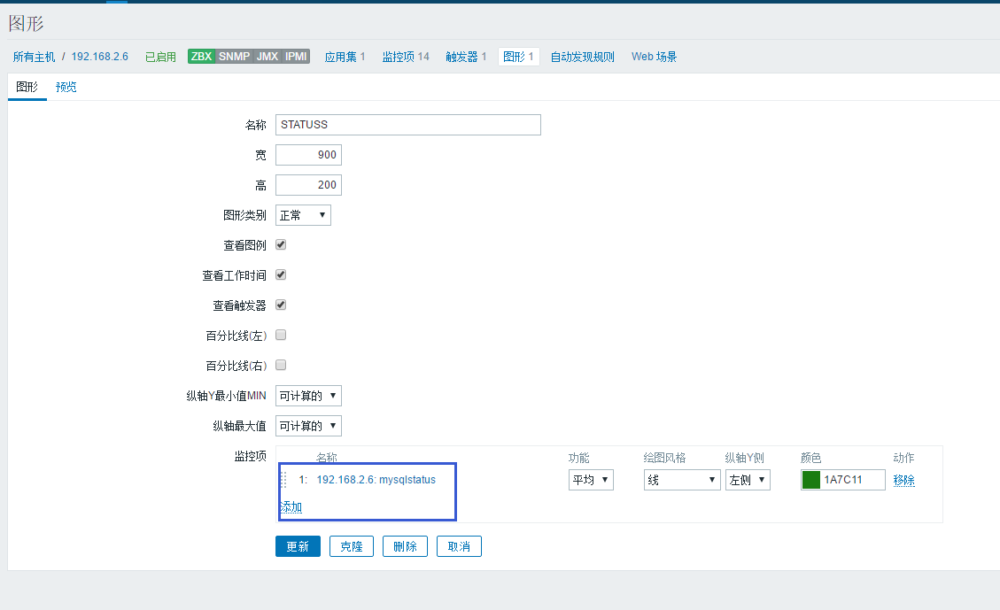 图形
所有主机 / 192.168.2.6 已启用 ZBX SNMP JMX IPMI 应用集 1 监控项 14 触发器 1 图形 1 自动发现规则 Web 场景
图形 预览
名称 STATUSS
宽 900
高 200
图形类别 正常
查看图例
查看工作时间
查看触发器
百分比线(左)
百分比线(右)
纵轴Y最小值MIN 可计算的
纵轴最大值 可计算的
监控项 名称 功能 绘图风格 纵轴Y侧 颜色 动作
1: 192.168.2.6: mysqlstatus 平均 线 左侧 1A7C11 移除
添加
更新 克隆 删除 取消